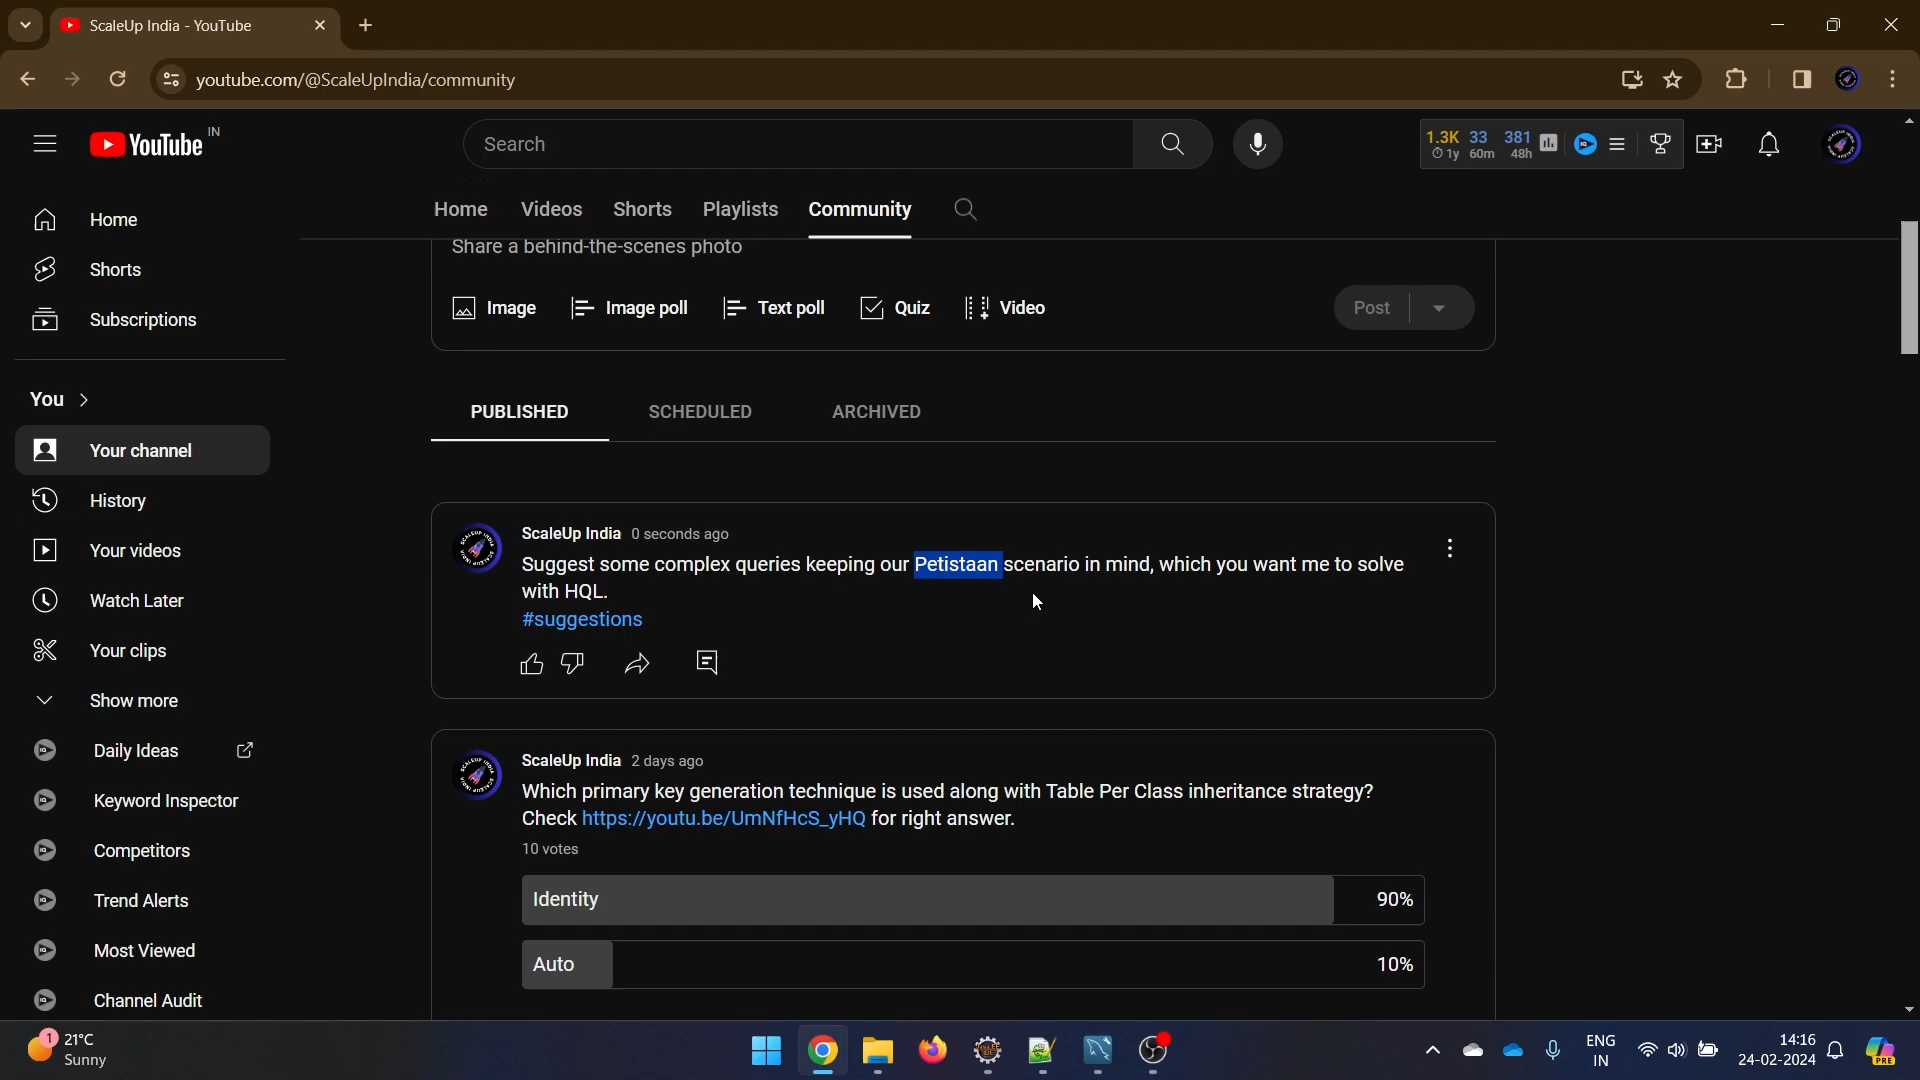 ScaleUp India - YouTube
youtube.com/@ScaleUpIndia/community
YouTube IN
Search
1.3K 33 381
1y 60m 48h
Home Videos Shorts Playlists Community
Home
Shorts
Subscriptions
You
Your channel
History
Your videos
Watch Later
Your clips
Show more
Daily Ideas
Keyword Inspector
Competitors
Trend Alerts
Most Viewed
Channel Audit
Share a behind-the-scenes photo
Image Image poll Text poll Quiz Video Post
PUBLISHED SCHEDULED ARCHIVED
ScaleUp India 0 seconds ago
Suggest some complex queries keeping our Petistaan scenario in mind, which you want me to solve
with HQL.
#suggestions
ScaleUp India 2 days ago
Which primary key generation technique is used along with Table Per Class inheritance strategy?
Check https://youtu.be/UmNfHcS_yHQ for right answer.
10 votes
Identity 90%
Auto 10%
1 21°C
Sunny
ENG
IN
14:16
24-02-2024
PRE